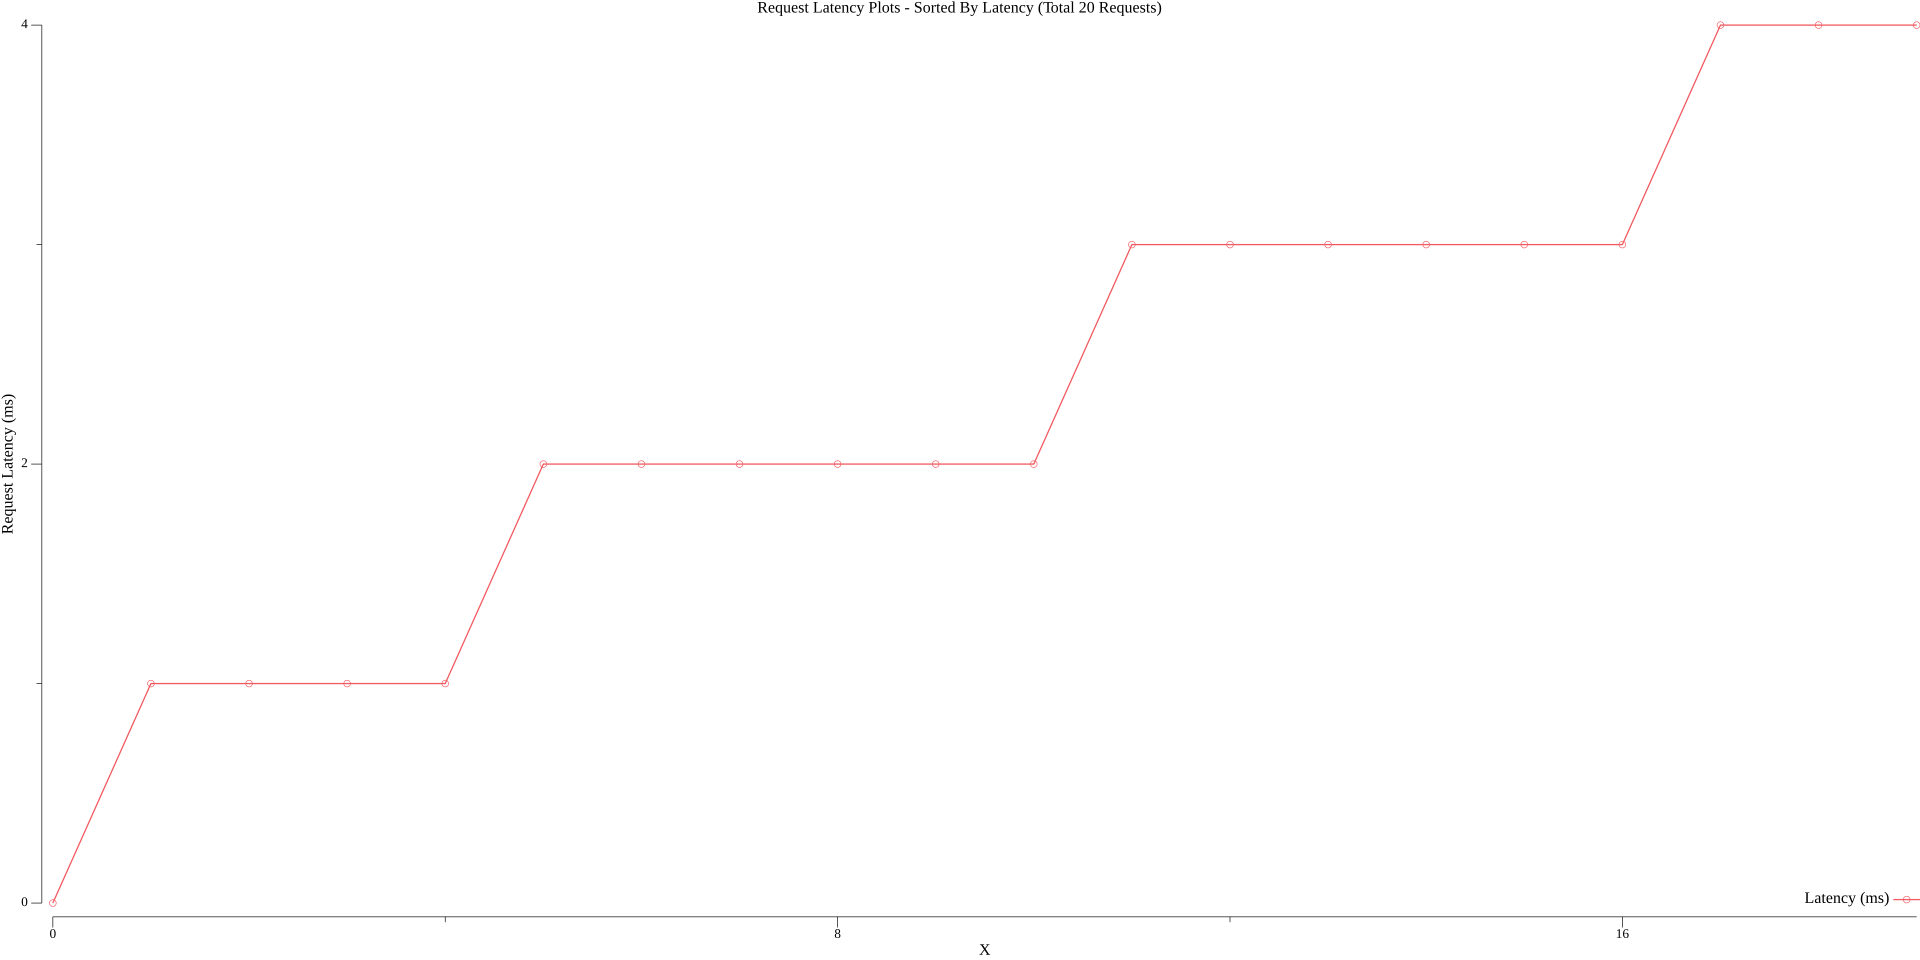 Request Latency Plots - Sorted By Latency (Total 20 Requests)
4
2
0
Request Latency (ms)
Latency (ms)
0
8
16
X